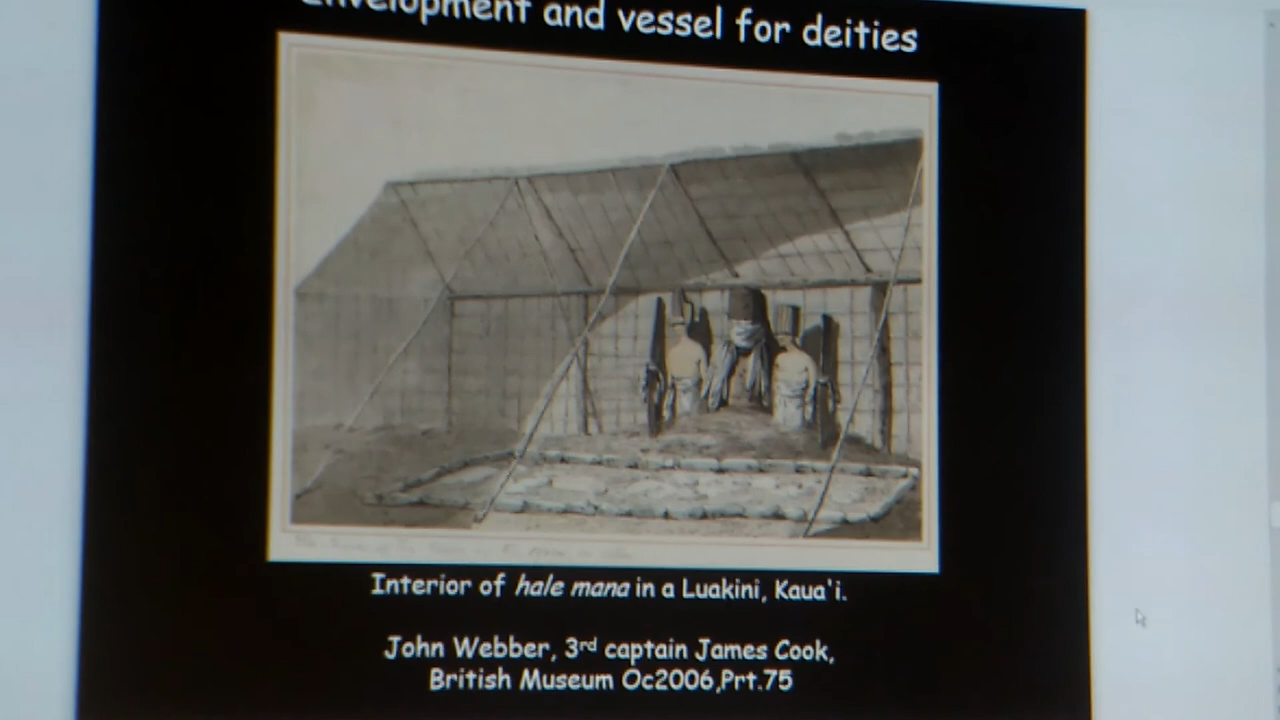 Envelopment and vessel for deities
Interior of hale mana in a Luakini, Kaua'i.
John Webber, 3rd captain James Cook,
British Museum Oc2006,Prt.75